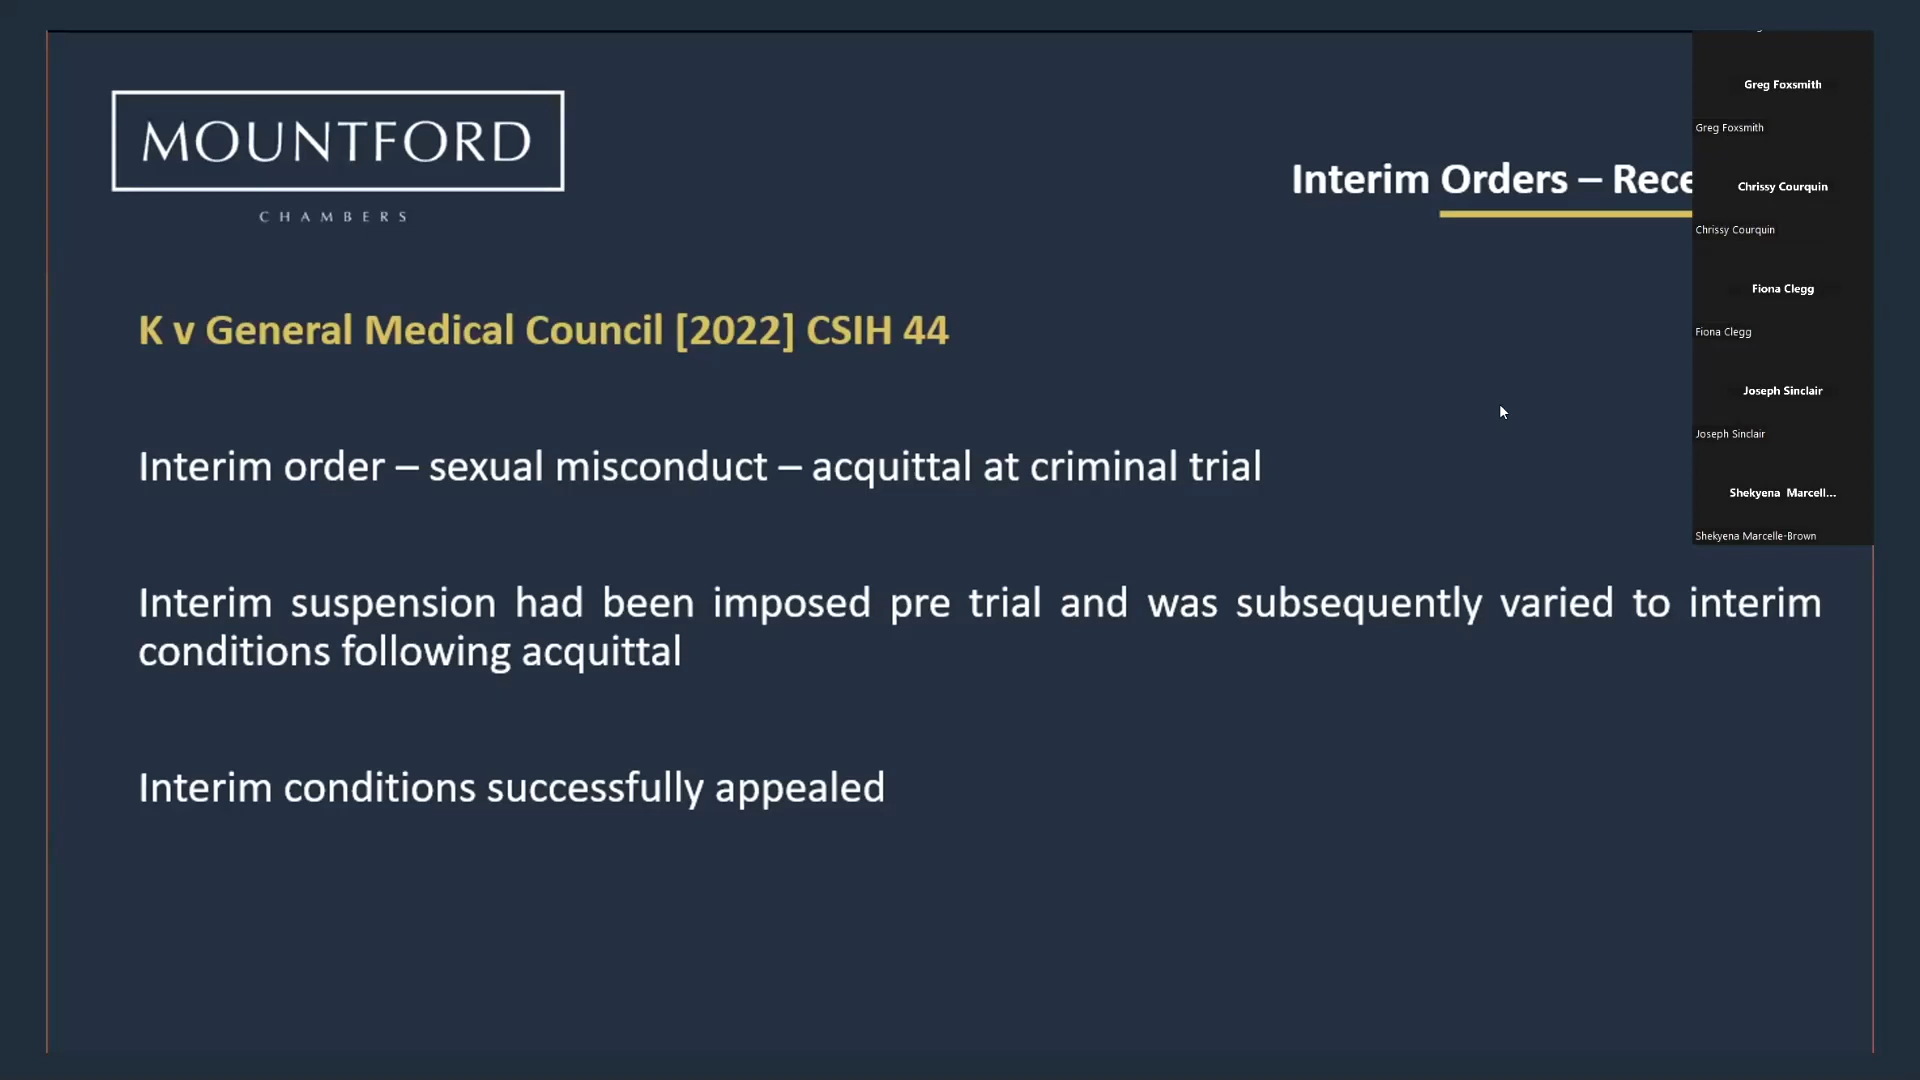 MOUNTFORD
CHAMBERS
Interim Orders –
K v General Medical Council [2022] CSIH 44
Interim order – sexual misconduct – acquittal at criminal trial
Interim suspension had been imposed pre trial and was subsequently varied to interim
conditions following acquittal
Interim conditions successfully appealed
Greg Foxsmith
Greg Foxsmith
Chrissy Courquin
Chrissy Courquin
Fiona Clegg
Fiona Clegg
Joseph Sinclair
Joseph Sinclair
Shekyena Marcell...
Shekyena Marcelle-Brown